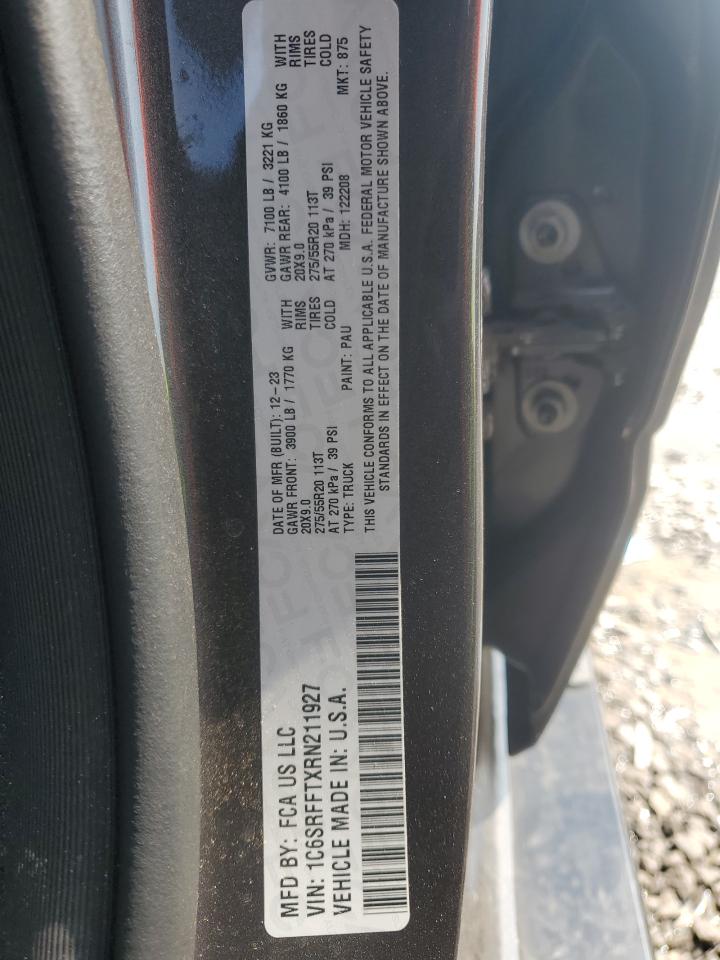 MFD BY: FCA US LLC
VIN: 1C6SRFFTXRN211927
VEHICLE MADE IN: U.S.A.
DATE OF MFR (BUILT): 12-23
GAWR FRONT: 3900 LB / 1770 KG WITH
20X9.0 RIMS
275/55R20 113T TIRES
AT 270 kPa / 39 PSI COLD
TYPE: TRUCK PAINT: PAU
GVWR: 7100 LB / 3221 KG
GAWR REAR: 4100 LB / 1860 KG WITH
20X9.0 RIMS
275/55R20 113T TIRES
AT 270 kPa / 39 PSI COLD
MDH: 122208 MKT: 875
THIS VEHICLE CONFORMS TO ALL APPLICABLE U.S.A. FEDERAL MOTOR VEHICLE SAFETY
STANDARDS IN EFFECT ON THE DATE OF MANUFACTURE SHOWN ABOVE.